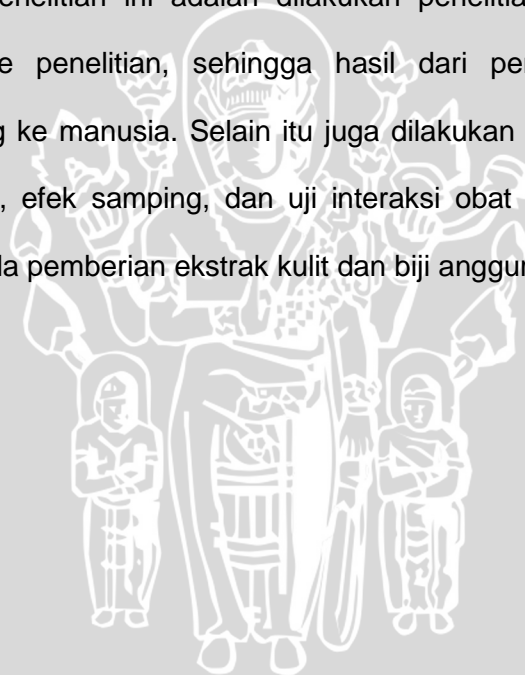 penelitian ini adalah dilakukan penelitian
penelitian, sehingga hasil dari
ke manusia. Selain itu juga dilakukan
, efek samping, dan uji interaksi obat
pemberian ekstrak kulit dan biji anggur